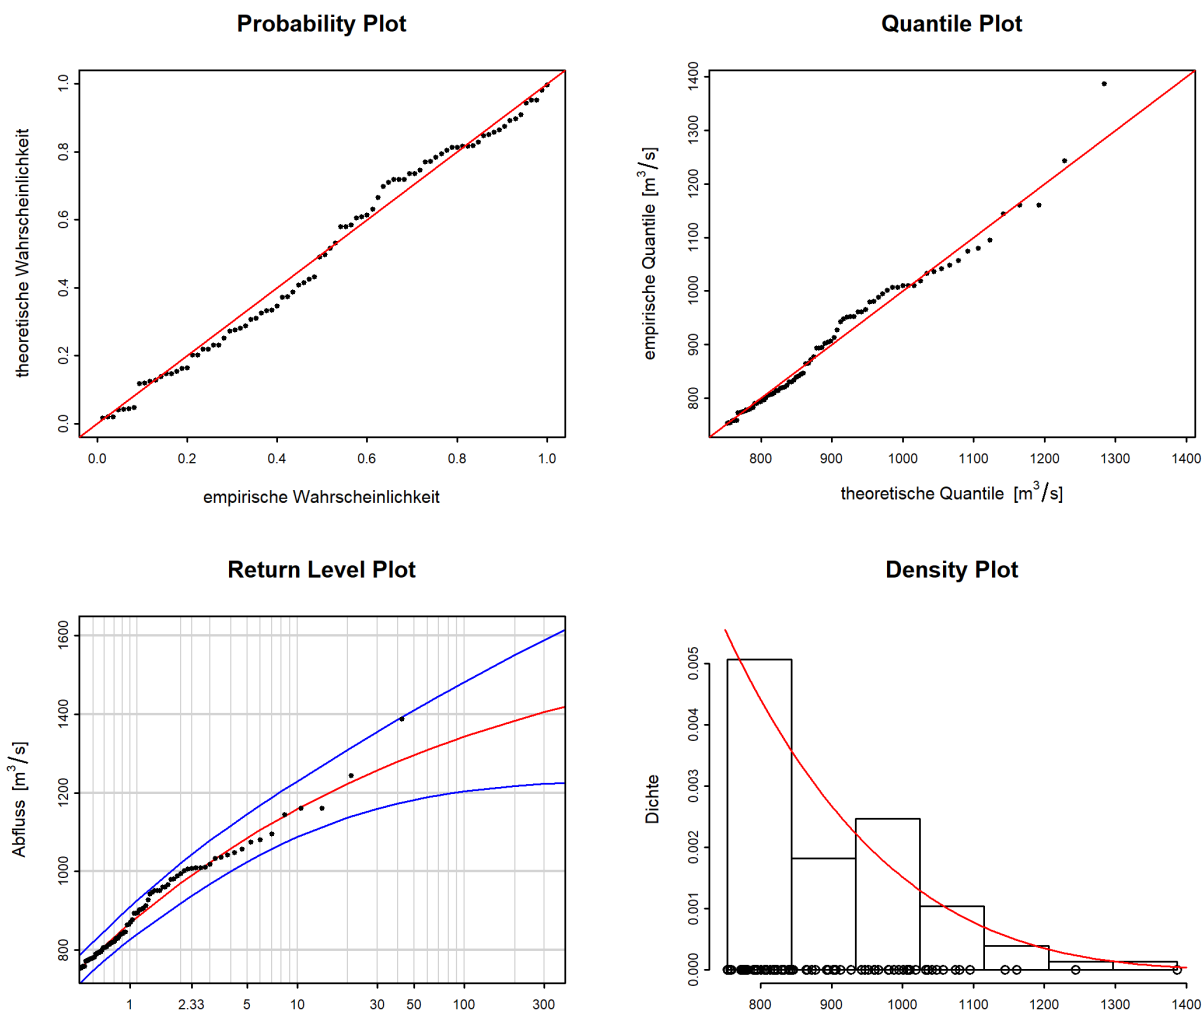 Probability Plot
theoretische Wahrscheinlichkeit
1.0
0.8
0.6
0.4
0.2
0.0
0.0 0.2 0.4 0.6 0.8 1.0
empirische Wahrscheinlichkeit
Quantile Plot
empirische Quantile [m³/s]
1400
1300
1200
1100
1000
900
800
800 900 1000 1100 1200 1300 1400
theoretische Quantile [m³/s]
Return Level Plot
Abfluss [m³/s]
1600
1400
1200
1000
800
1 2.33 5 10 30 50 100 300
Density Plot
Dichte
0.005
0.004
0.003
0.002
0.001
0.000
800 900 1000 1100 1200 1300 1400